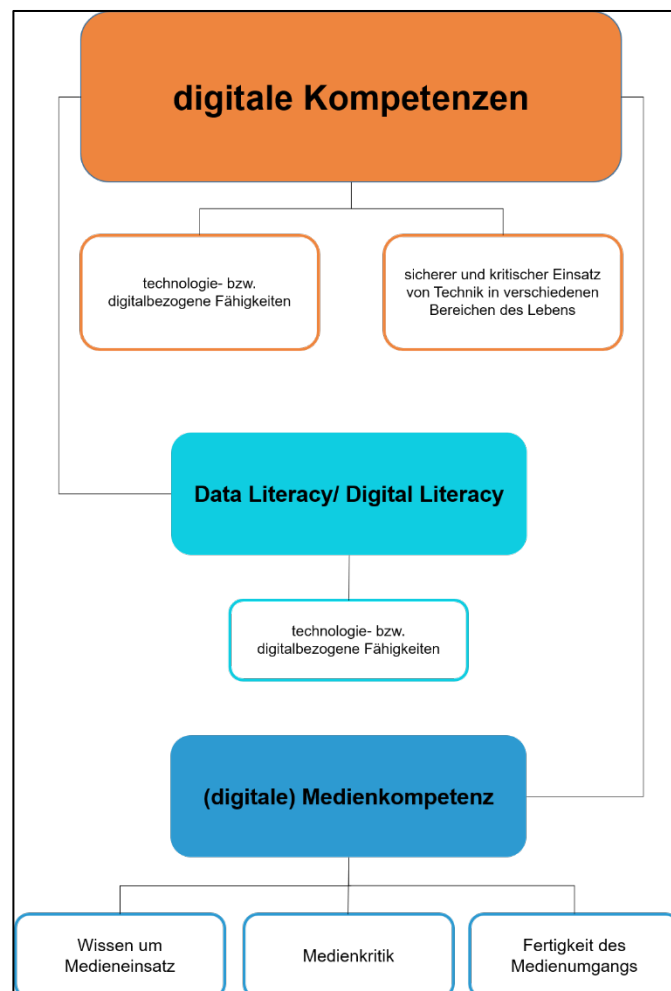 digitale Kompetenzen
technologie- bzw.
digitalbezogene Fähigkeiten
sicherer und kritischer Einsatz
von Technik in verschiedenen
Bereichen des Lebens
Data Literacy/ Digital Literacy
technologie- bzw.
digitalbezogene Fähigkeiten
(digitale) Medienkompetenz
Wissen um
Medieneinsatz
Medienkritik
Fertigkeit des
Medienumgangs